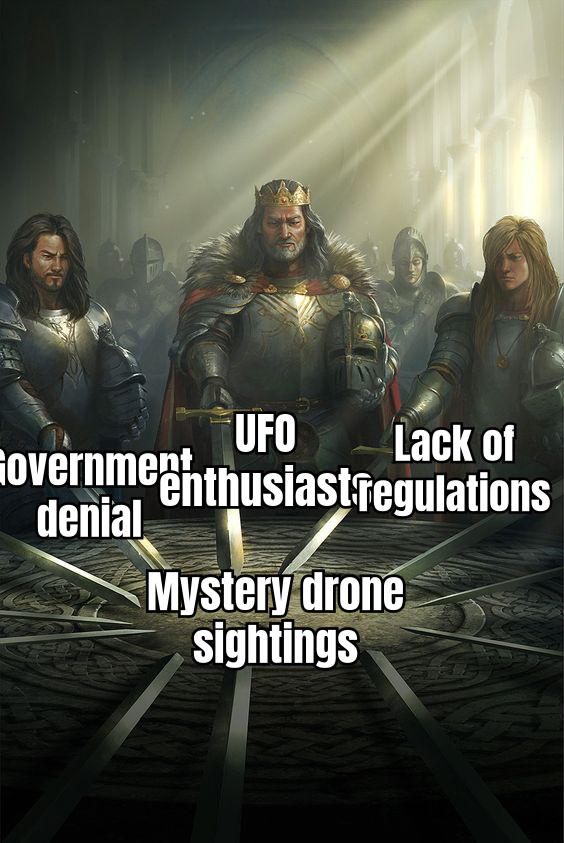 Government
denial
UFO
enthusiasts
Lack of
regulations
Mystery drone
sightings